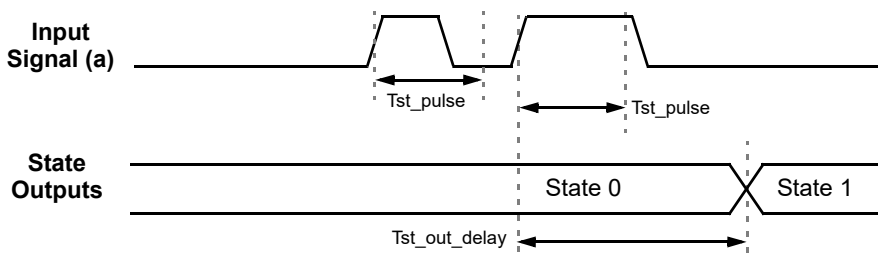 Input
Signal (a)
Tst_pulse
Tst_pulse
State
Outputs
State 0
State 1
Tst_out_delay